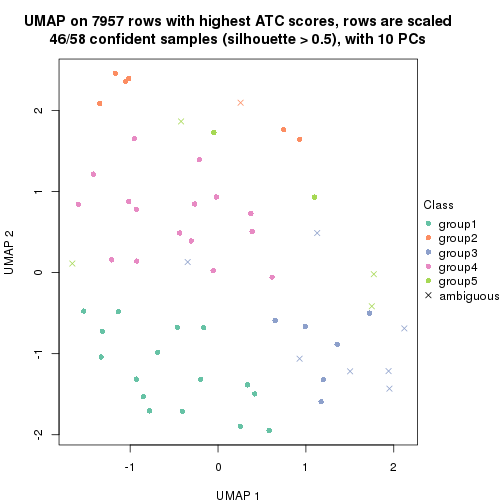 UMAP on 7957 rows with highest ATC scores, rows are scaled
46/58 confident samples (silhouette > 0.5), with 10 PCs
2
1
0
-1
-2
UMAP 2
-1
0
1
2
UMAP 1
Class
group1
group2
group3
group4
group5
ambiguous